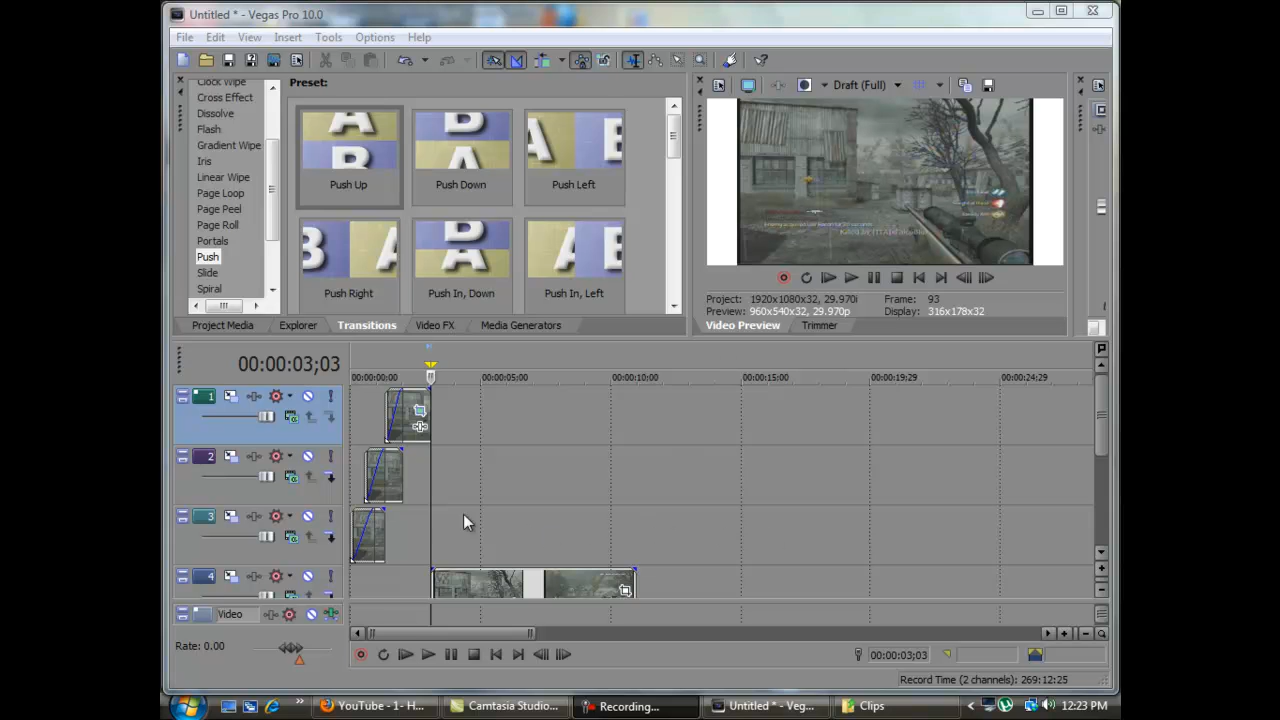 Untitled * - Vegas Pro 10.0
File Edit View Insert Tools Options Help
Clock Wipe
Cross Effect
Dissolve
Flash
Gradient Wipe
Iris
Linear Wipe
Page Loop
Page Peel
Page Roll
Portals
Push
Slide
Spiral
Preset:
Push Up
Push Down
Push Left
Push Right
Push In, Down
Push In, Left
Project Media Explorer Transitions Video FX Media Generators
Draft (Full)
Project: 1920x1080x32, 29.970i Frame: 93
Preview: 960x540x32, 29.970p Display: 316x178x32
Video Preview Trimmer
00:00:03;03
00:00:00 00:00:05;00 00:00:10;00 00:00:15;00 00:00:19;29 00:00:24;29
1
2
3
4
Video
Rate: 0.00
00:00:03;03
Record Time (2 channels): 269:12:25
YouTube - 1- H... Camtasia Studio... Recording... Untitled * - Veg... Clips 12:23 PM